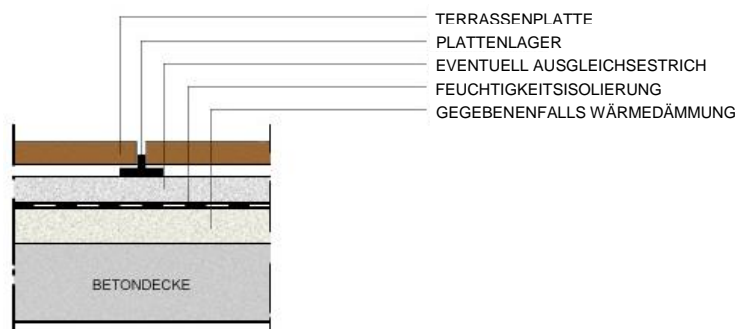 TERRASSENPLATTE
PLATTENLAGER
EVENTUELL AUSGLEICHSESTRICH
FEUCHTIGKEITSISOLIERUNG
GEGEBENENFALLS WÄRMEDÄMMUNG
BETONDECKE